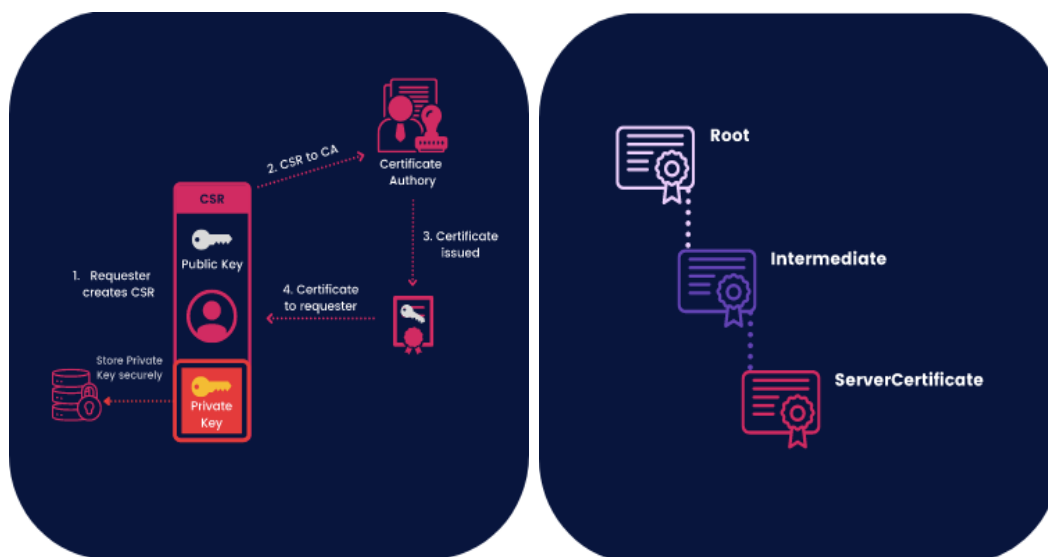 2. CSR to CA
Certificate
Authory
CSR
Public Key
3. Certificate
issued
1. Requester
creates CSR
4. Certificate
to requester
Store Private
Key securely
Private
Key
Root
Intermediate
ServerCertificate